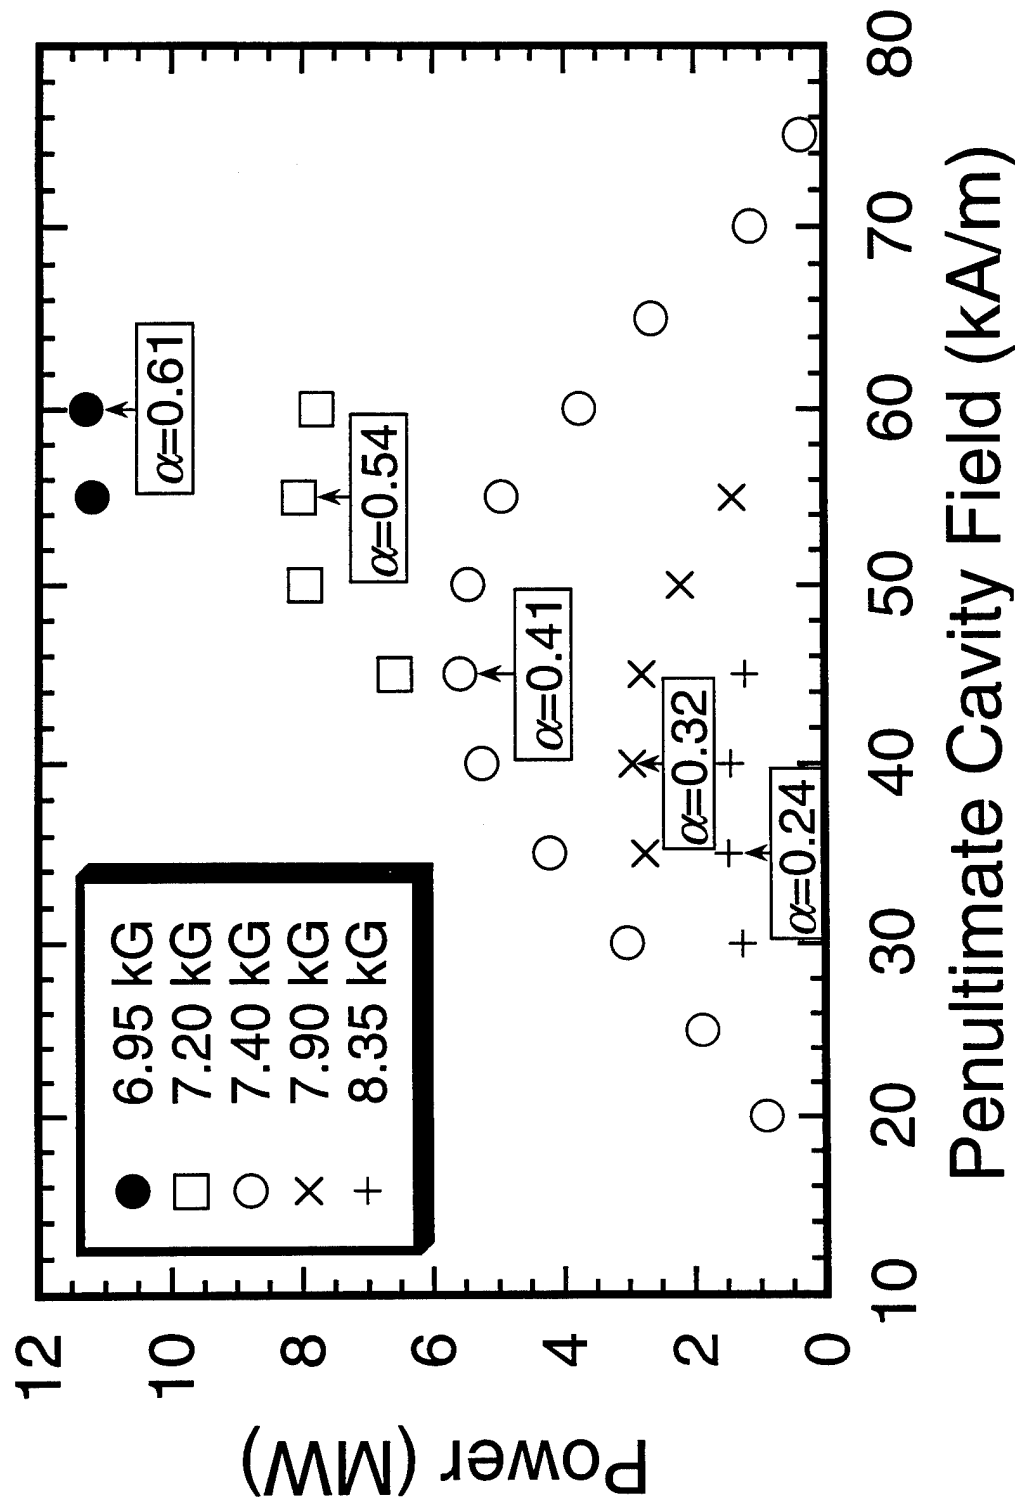 Power (MW)
12
10
8
6
4
2
0
6.95 kG
7.20 kG
7.40 kG
7.90 kG
8.35 kG
α=0.61
α=0.54
α=0.41
α=0.32
α=0.24
10 20 30 40 50 60 70 80
Penultimate Cavity Field (kA/m)